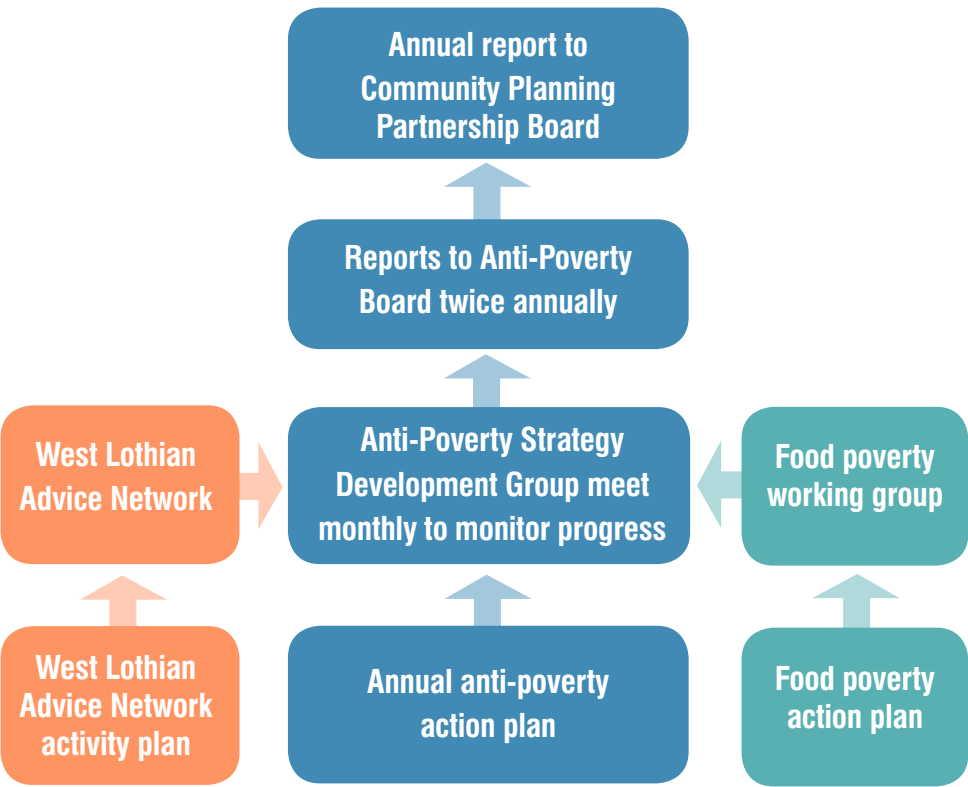 Annual report to
Community Planning
Partnership Board
Reports to Anti-Poverty
Board twice annually
West Lothian
Advice Network
Anti-Poverty Strategy
Development Group meet
monthly to monitor progress
Food poverty
working group
West Lothian
Advice Network
activity plan
Annual anti-poverty
action plan
Food poverty
action plan